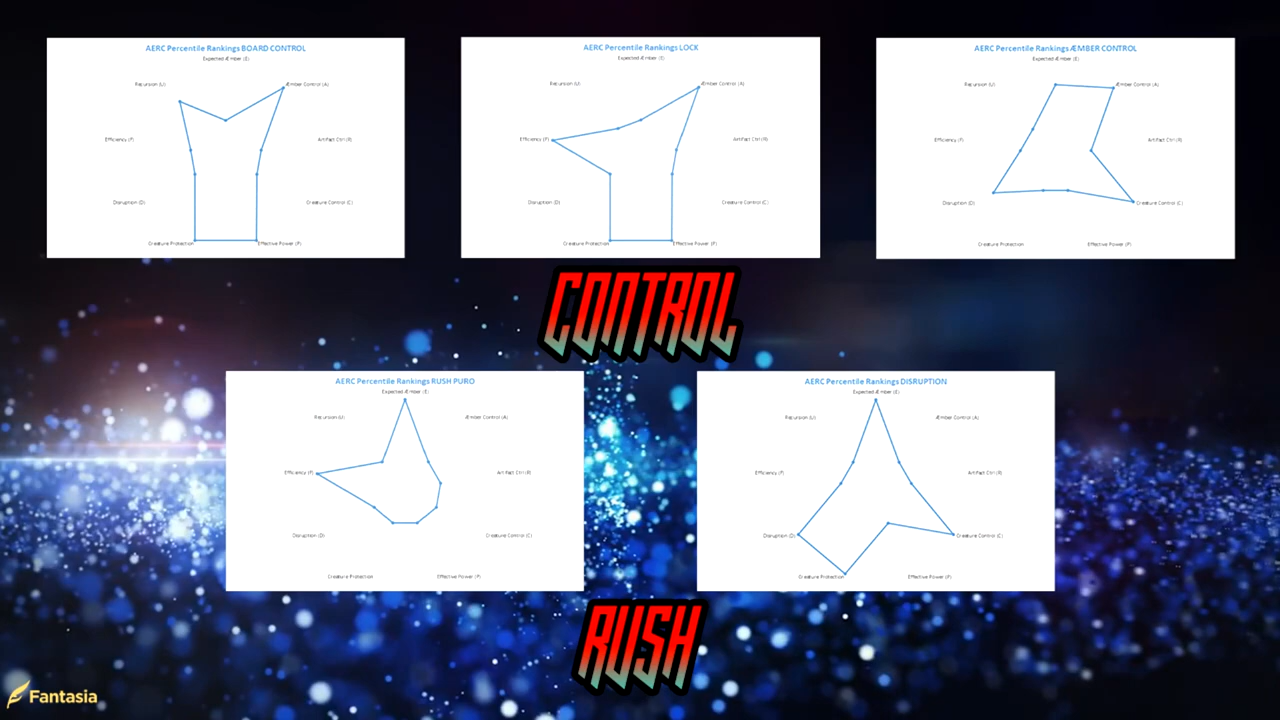 AERC Percentile Rankings BOARD CONTROL
Expected Æmber (E)
Recursion (U)
Æmber Control (A)
Efficiency (F)
Artifact Ctrl (R)
Disruption (D)
Creature Control (C)
Creature Protection
Effective Power (P)
AERC Percentile Rankings LOCK
Expected Æmber (E)
Recursion (U)
Æmber Control (A)
Efficiency (F)
Artifact Ctrl (R)
Disruption (D)
Creature Control (C)
Creature Protection
Effective Power (P)
AERC Percentile Rankings ÆMBER CONTROL
Expected Æmber (E)
Recursion (U)
Æmber Control (A)
Efficiency (F)
Artifact Ctrl (R)
Disruption (D)
Creature Control (C)
Creature Protection
Effective Power (P)
CONTROL
AERC Percentile Rankings RUSH PURO
Expected Æmber (E)
Recursion (U)
Æmber Control (A)
Efficiency (F)
Artifact Ctrl (R)
Disruption (D)
Creature Control (C)
Creature Protection
Effective Power (P)
AERC Percentile Rankings DISRUPTION
Expected Æmber (E)
Recursion (U)
Æmber Control (A)
Efficiency (F)
Artifact Ctrl (R)
Disruption (D)
Creature Control (C)
Creature Protection
Effective Power (P)
RUSH
Fantasia